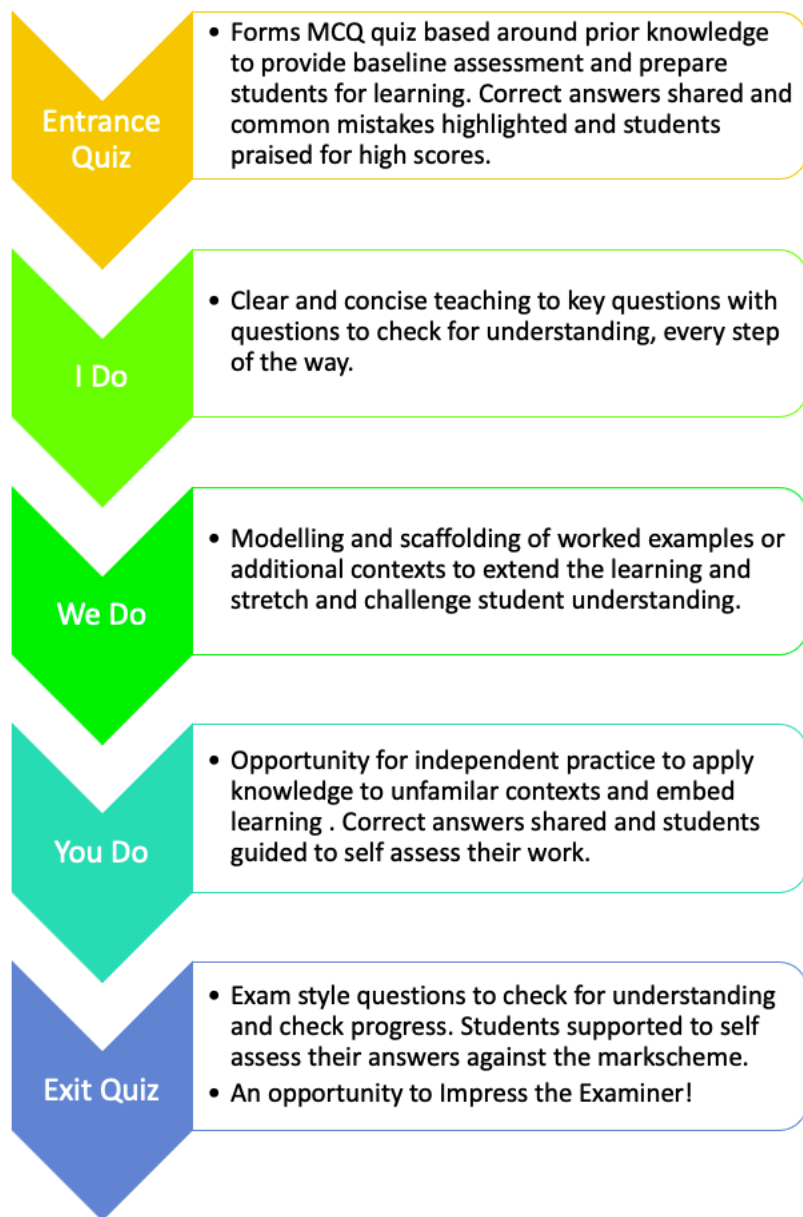 Entrance
Quiz
• Forms MCQ quiz based around prior knowledge
to provide baseline assessment and prepare
students for learning. Correct answers shared and
common mistakes highlighted and students
praised for high scores.
I Do
• Clear and concise teaching to key questions with
questions to check for understanding, every step
of the way.
We Do
• Modelling and scaffolding of worked examples or
additional contexts to extend the learning and
stretch and challenge student understanding.
You Do
• Opportunity for independent practice to apply
knowledge to unfamilar contexts and embed
learning . Correct answers shared and students
guided to self assess their work.
Exit Quiz
• Exam style questions to check for understanding
and check progress. Students supported to self
assess their answers against the markscheme.
• An opportunity to Impress the Examiner!